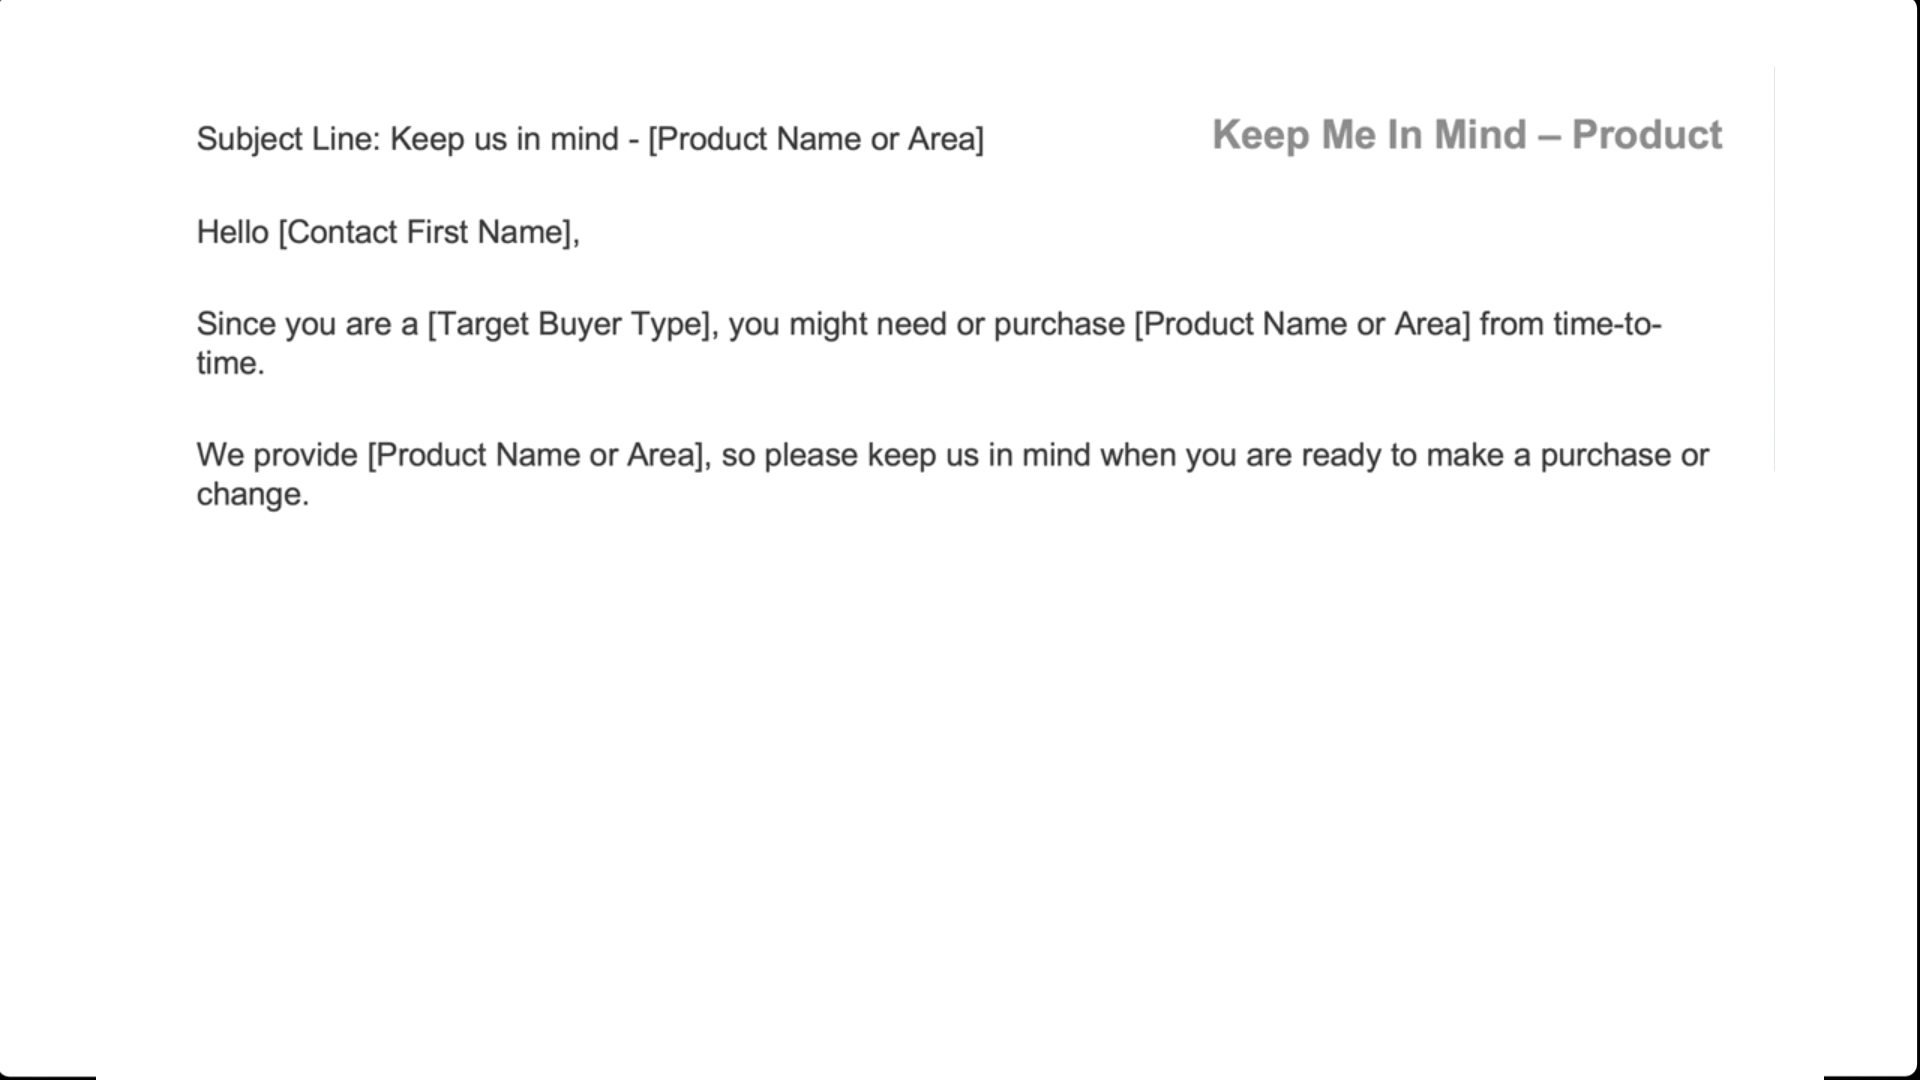 Subject Line: Keep us in mind - [Product Name or Area]
Keep Me In Mind – Product
Hello [Contact First Name],
Since you are a [Target Buyer Type], you might need or purchase [Product Name or Area] from time-to-
time.
We provide [Product Name or Area], so please keep us in mind when you are ready to make a purchase or
change.